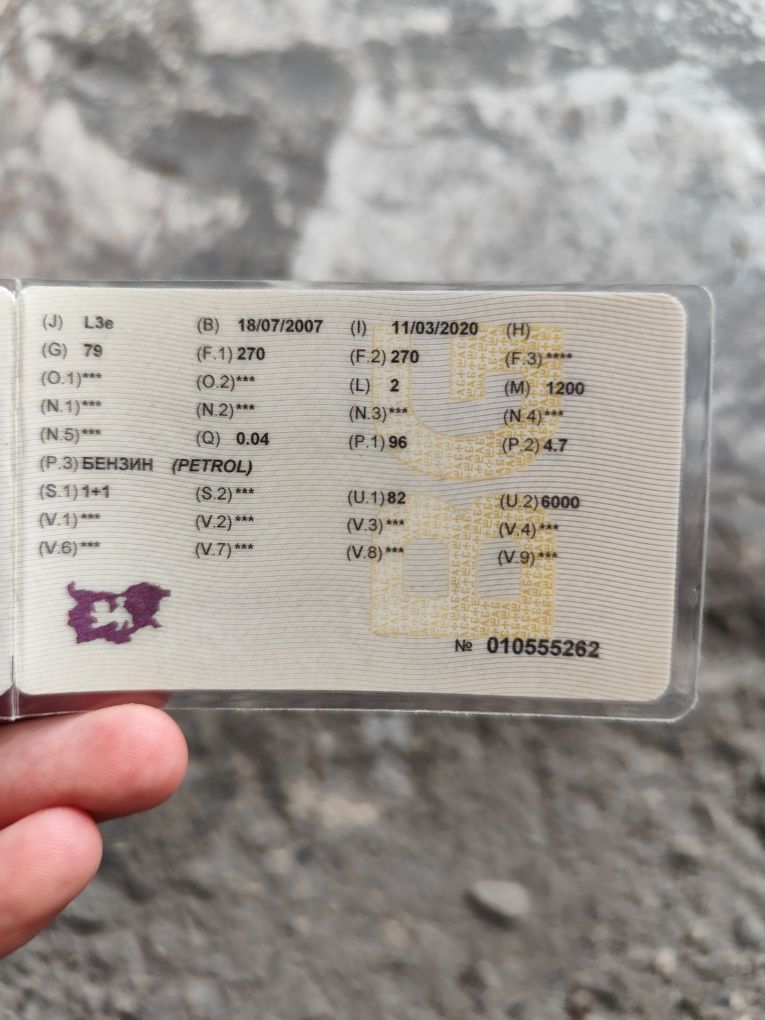 (J) L3e (B) 18/07/2007 (I) 11/03/2020 (H)
(G) 79 (F.1) 270 (F.2) 270 (F.3) ****
(O.1) *** (O.2) *** (L) 2 (M) 1200
(N.1) *** (N.2) *** (N.3) *** (N.4) ***
(N.5) *** (Q) 0.04 (P.1) 96 (P.2) 4.7
(P.3) БЕНЗИН (PETROL)
(S.1) 1+1 (S.2) *** (U.1) 82 (U.2) 6000
(V.1) *** (V.2) *** (V.3) *** (V.4) ***
(V.6) *** (V.7) *** (V.8) *** (V.9) ***
BG
№ 010555262